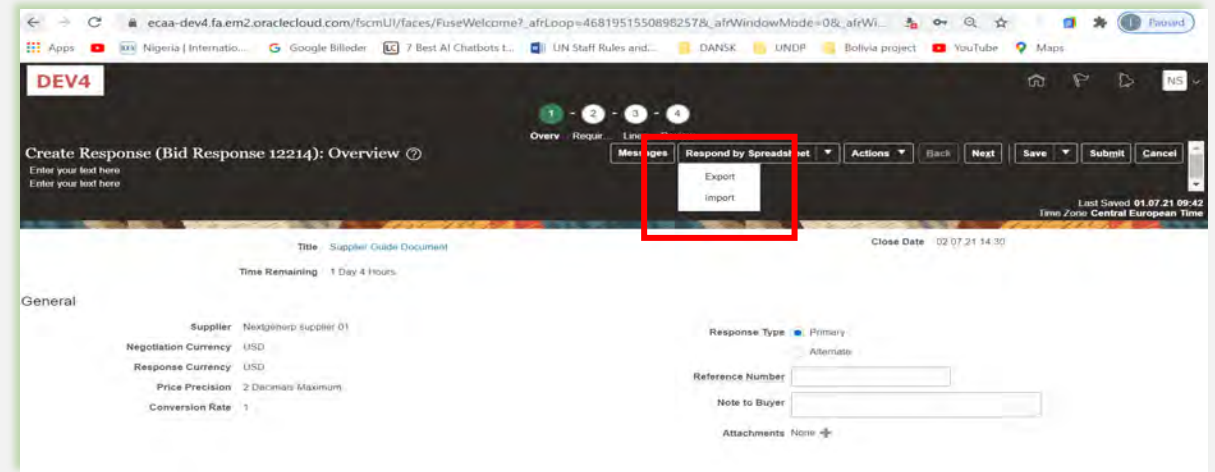 ecaa-dev4.fa.em2.oraclecloud.com/fscmUI/faces/FuseWelcome?_afrLoop=4681951550898257&_afrWindowMode=0&_afrWi... Paused
Apps Nigeria | Internatio... Google Billeder 7 Best AI Chatbots t... UN Staff Rules and... DANSK UNDP Bolivia project YouTube Maps
DEV4 NS
1 2 3 4
Overv Requir Line
Create Response (Bid Response 12214): Overview
Messages Respond by Spreadsheet Actions Back Next Save Submit Cancel
Enter your text here
Enter your text here
Export
Import
Last Saved 01.07.21 09:42
Time Zone Central European Time
Title Supplier Guide Document Close Date 02.07.21 14:30
Time Remaining 1 Day 4 Hours
General
Supplier Nextgenerp supplier 01 Response Type Primary
Negotiation Currency USD Alternate
Response Currency USD Reference Number
Price Precision 2 Decimals Maximum
Conversion Rate 1 Note to Buyer
Attachments None